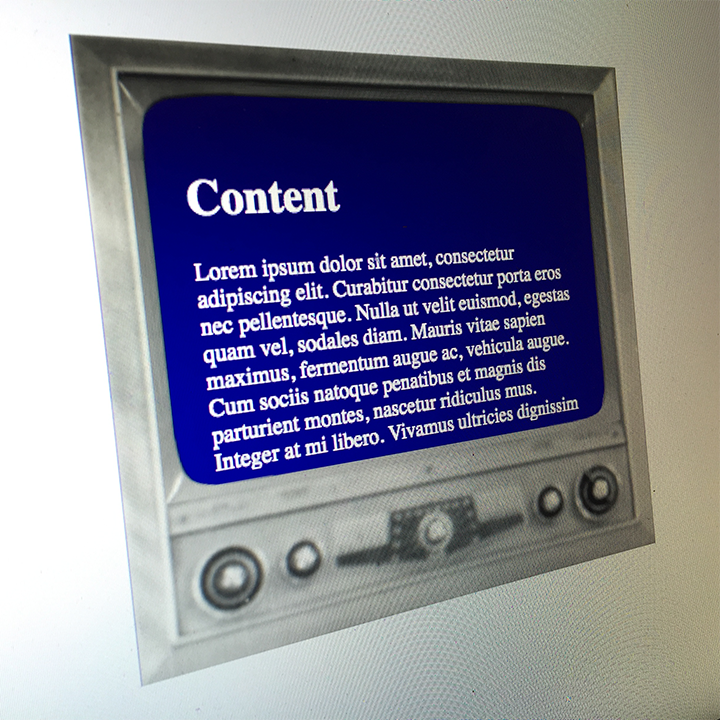 Content
Lorem ipsum dolor sit amet, consectetur
adipiscing elit. Curabitur consectetur porta eros
nec pellentesque. Nulla ut velit euismod, egestas
quam vel, sodales diam. Mauris vitae sapien
maximus, fermentum augue ac, vehicula augue.
Cum sociis natoque penatibus et magnis dis
parturient montes, nascetur ridiculus mus.
Integer at mi libero. Vivamus ultricies dignissim